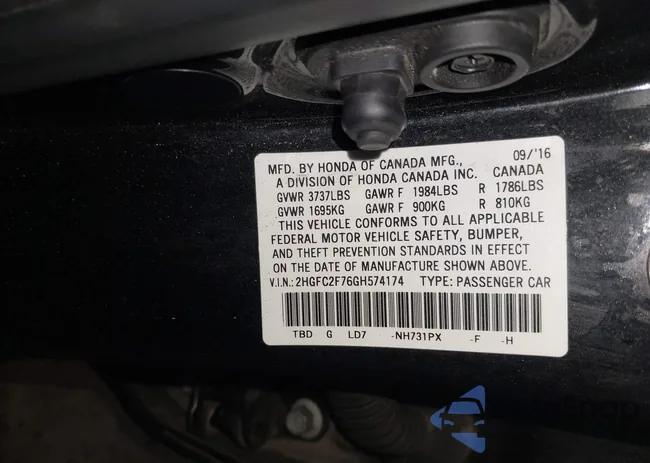 MFD. BY HONDA OF CANADA MFG., 09/'16
A DIVISION OF HONDA CANADA INC. CANADA
GVWR 3737LBS GAWR F 1984LBS R 1786LBS
GVWR 1695KG GAWR F 900KG R 810KG
THIS VEHICLE CONFORMS TO ALL APPLICABLE
FEDERAL MOTOR VEHICLE SAFETY, BUMPER,
AND THEFT PREVENTION STANDARDS IN EFFECT
ON THE DATE OF MANUFACTURE SHOWN ABOVE.
V.I.N.: 2HGFC2F76GH574174 TYPE: PASSENGER CAR
TBD G LD7 -NH731PX -F -H